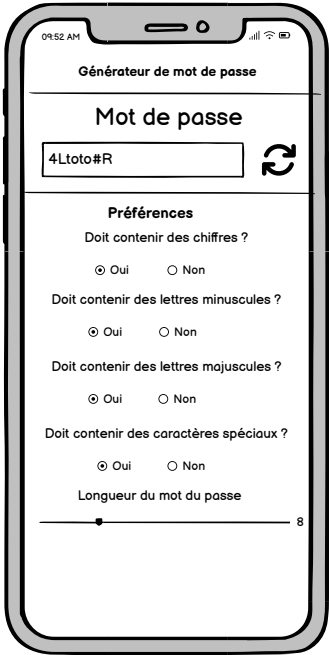 09:52 AM
Générateur de mot de passe
Mot de passe
4Ltoto#R
Préférences
Doit contenir des chiffres ?
Oui Non
Doit contenir des lettres minuscules ?
Oui Non
Doit contenir des lettres majuscules ?
Oui Non
Doit contenir des caractères spéciaux ?
Oui Non
Longueur du mot du passe
8